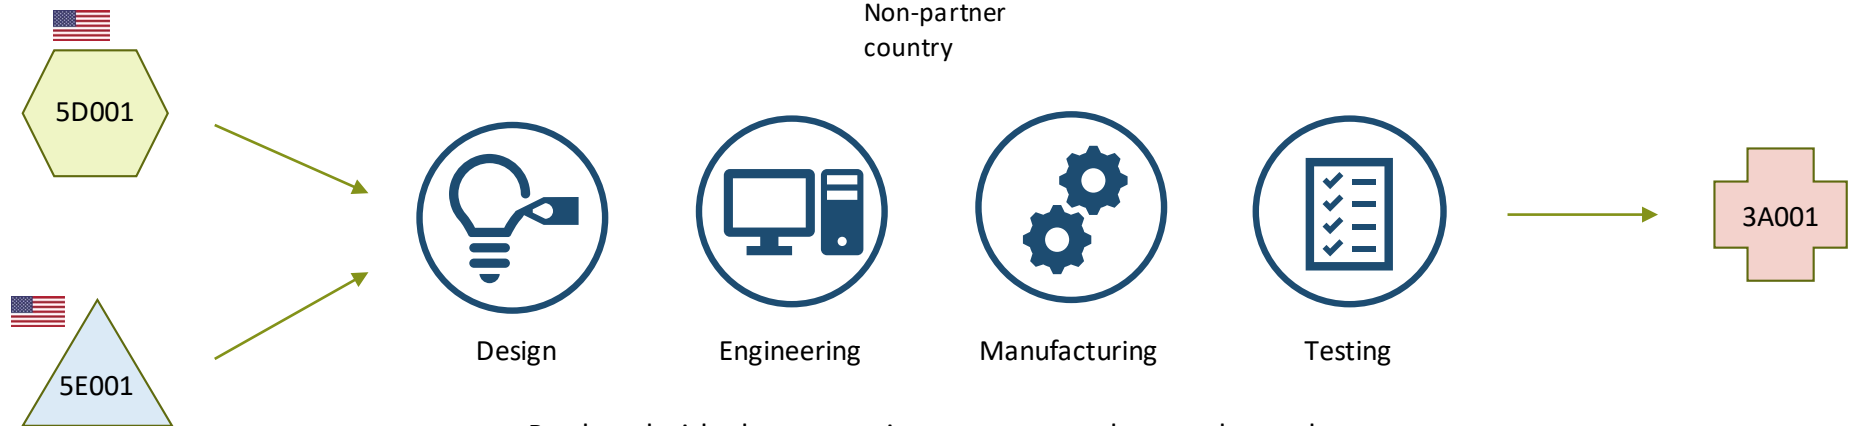 Non-partner
country
5D001
3A001
Design
Engineering
Manufacturing
Testing
5E001